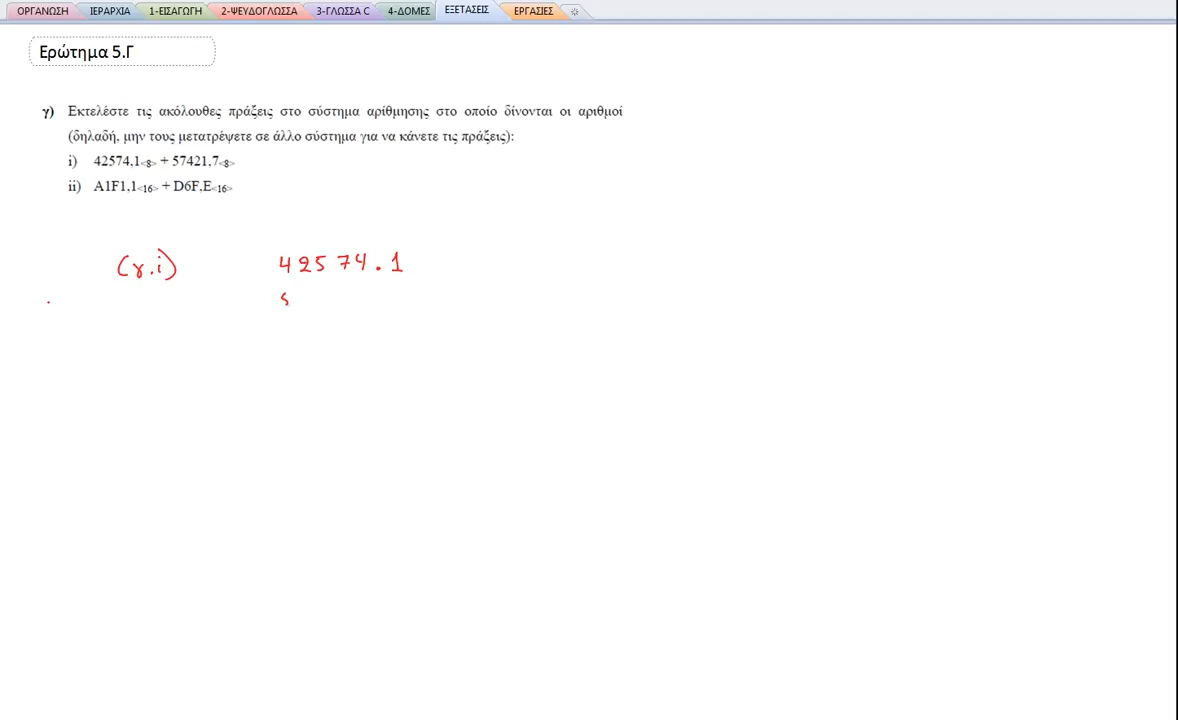 ΟΡΓΑΝΩΣΗ ΙΕΡΑΡΧΙΑ 1-ΕΙΣΑΓΩΓΗ 2-ΨΕΥΔΟΓΛΩΣΣΑ 3-ΓΛΩΣΣΑ C 4-ΔΟΜΕΣ ΕΞΕΤΑΣΕΙΣ ΕΡΓΑΣΙΕΣ
Ερώτημα 5.Γ
γ) Εκτελέστε τις ακόλουθες πράξεις στο σύστημα αρίθμησης στο οποίο δίνονται οι αριθμοί
(δηλαδή, μην τους μετατρέψετε σε άλλο σύστημα για να κάνετε τις πράξεις):
i) 42574,1<8> + 57421,7<8>
ii) A1F1,1<16> + D6F,E<16>
(γ.i) 42574.1
5